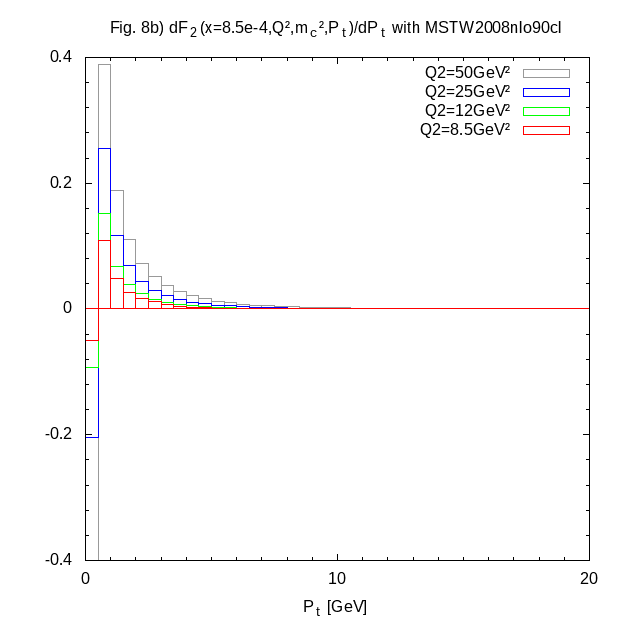 Fig. 8b) dF2(x=8.5e-4,Q²,mc²,Pt)/dPt with MSTW2008nlo90cl
Q2=50GeV²
Q2=25GeV²
Q2=12GeV²
Q2=8.5GeV²
0.4
0.2
0
-0.2
-0.4
0 10 20
Pt [GeV]